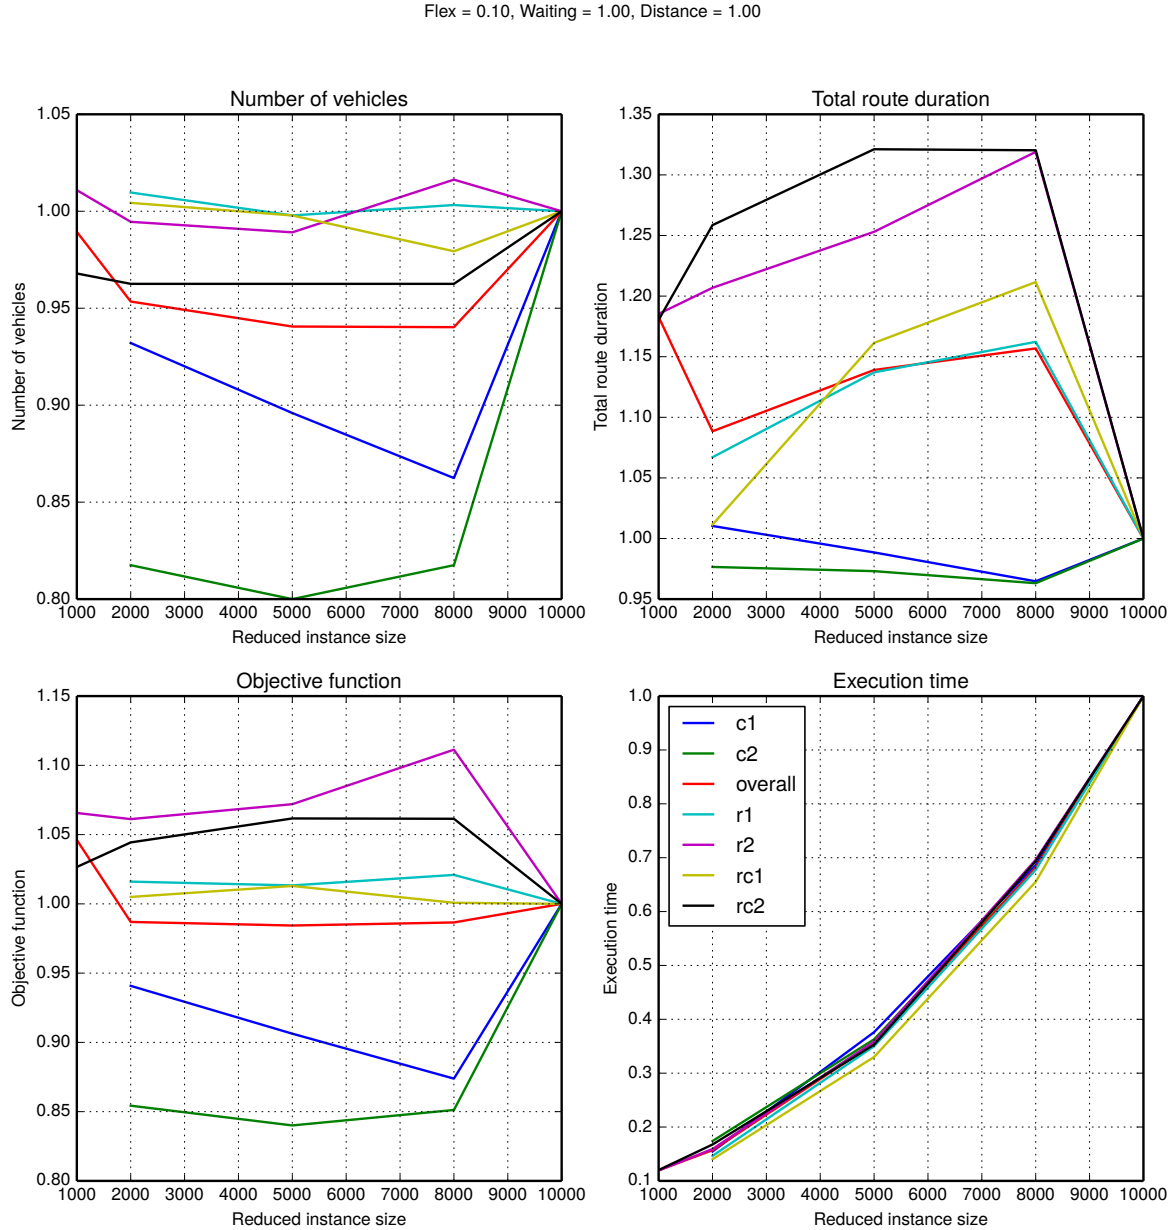 Flex = 0.10, Waiting = 1.00, Distance = 1.00
Number of vehicles
Number of vehicles
1.05
1.00
0.95
0.90
0.85
0.80
1000 2000 3000 4000 5000 6000 7000 8000 9000 10000
Reduced instance size
Total route duration
Total route duration
1.35
1.30
1.25
1.20
1.15
1.10
1.05
1.00
0.95
1000 2000 3000 4000 5000 6000 7000 8000 9000 10000
Reduced instance size
Objective function
Objective function
1.15
1.10
1.05
1.00
0.95
0.90
0.85
0.80
1000 2000 3000 4000 5000 6000 7000 8000 9000 10000
Reduced instance size
Execution time
Execution time
1.0
0.9
0.8
0.7
0.6
0.5
0.4
0.3
0.2
0.1
c1
c2
overall
r1
r2
rc1
rc2
1000 2000 3000 4000 5000 6000 7000 8000 9000 10000
Reduced instance size